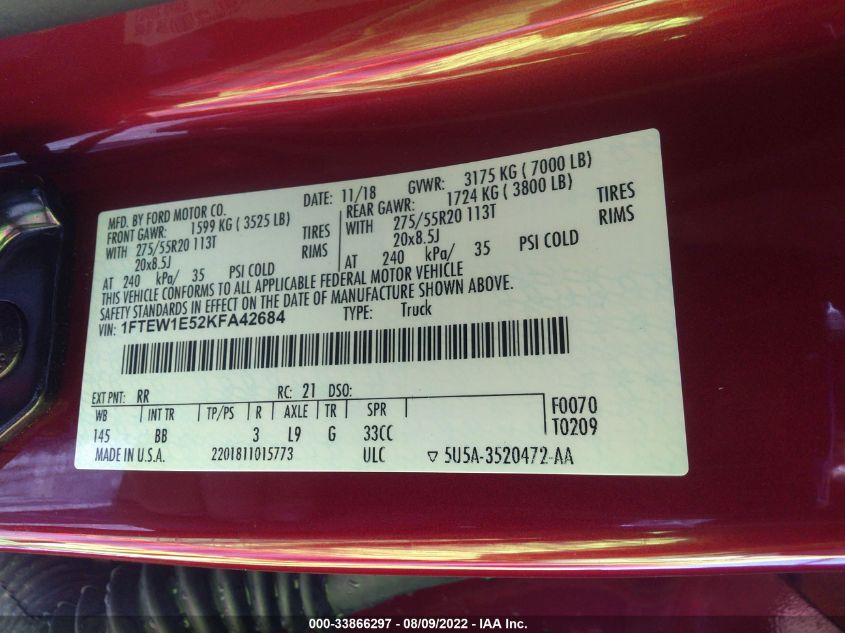 MFD. BY FORD MOTOR CO. DATE: 11/18 GVWR: 3175 KG ( 7000 LB)
FRONT GAWR: 1599 KG ( 3525 LB) REAR GAWR: 1724 KG ( 3800 LB)
WITH 275/55R20 113T TIRES WITH 275/55R20 113T TIRES
20x8.5J RIMS 20x8.5J RIMS
AT 240 kPa/ 35 PSI COLD AT 240 kPa/ 35 PSI COLD
THIS VEHICLE CONFORMS TO ALL APPLICABLE FEDERAL MOTOR VEHICLE
SAFETY STANDARDS IN EFFECT ON THE DATE OF MANUFACTURE SHOWN ABOVE.
VIN: 1FTEW1E52KFA42684 TYPE: Truck
EXT PNT: RR RC: 21 DSO:
WB INT TR TP/PS R AXLE TR SPR F0070
145 BB 3 L9 G 33CC T0209
MADE IN U.S.A. 2201811015773 ULC ▽ 5U5A-3520472-AA
000-33866297 - 08/09/2022 - IAA Inc.